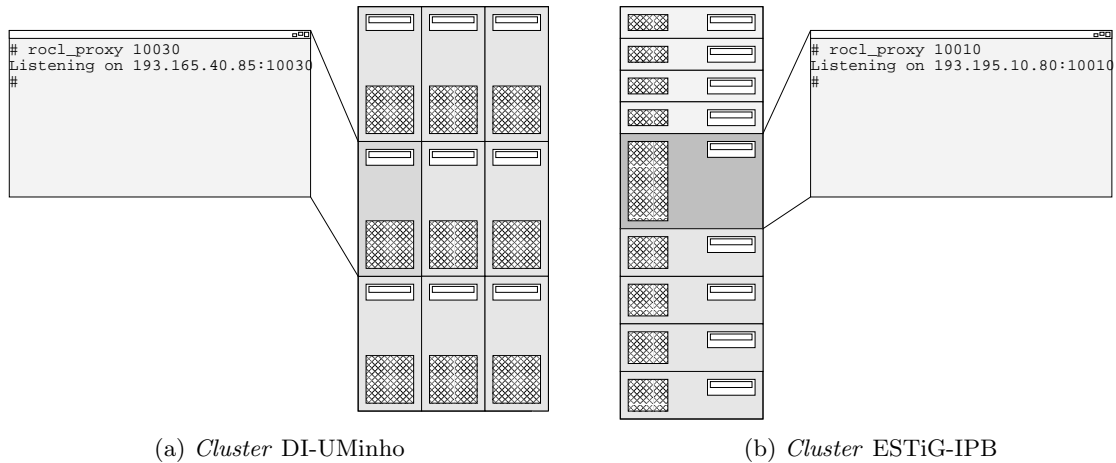 # rocl_proxy 10030
Listening on 193.165.40.85:10030
#
# rocl_proxy 10010
Listening on 193.195.10.80:10010
#
(a) Cluster DI-UMinho
(b) Cluster ESTiG-IPB